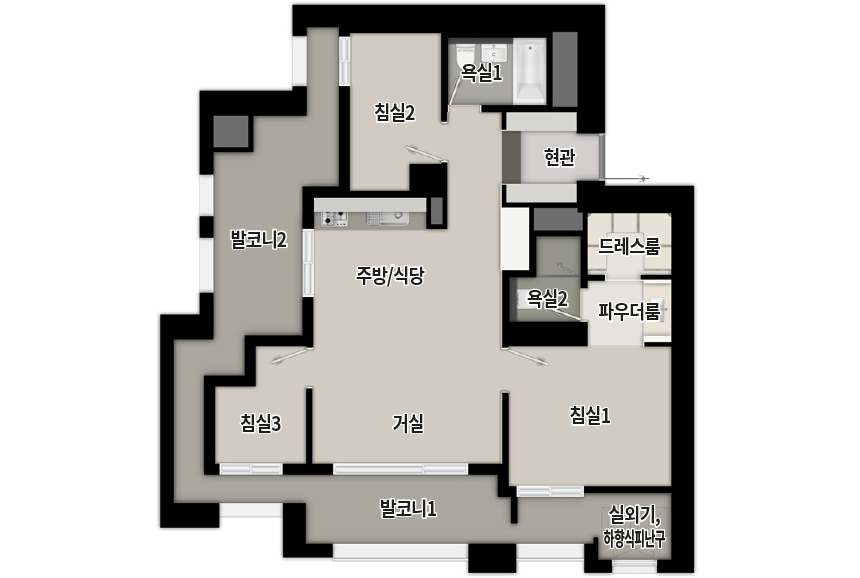 욕실1
침실2
현관
발코니2
드레스룸
주방/식당
욕실2
파우더룸
침실3
거실
침실1
발코니1
실외기,
하향식피난구